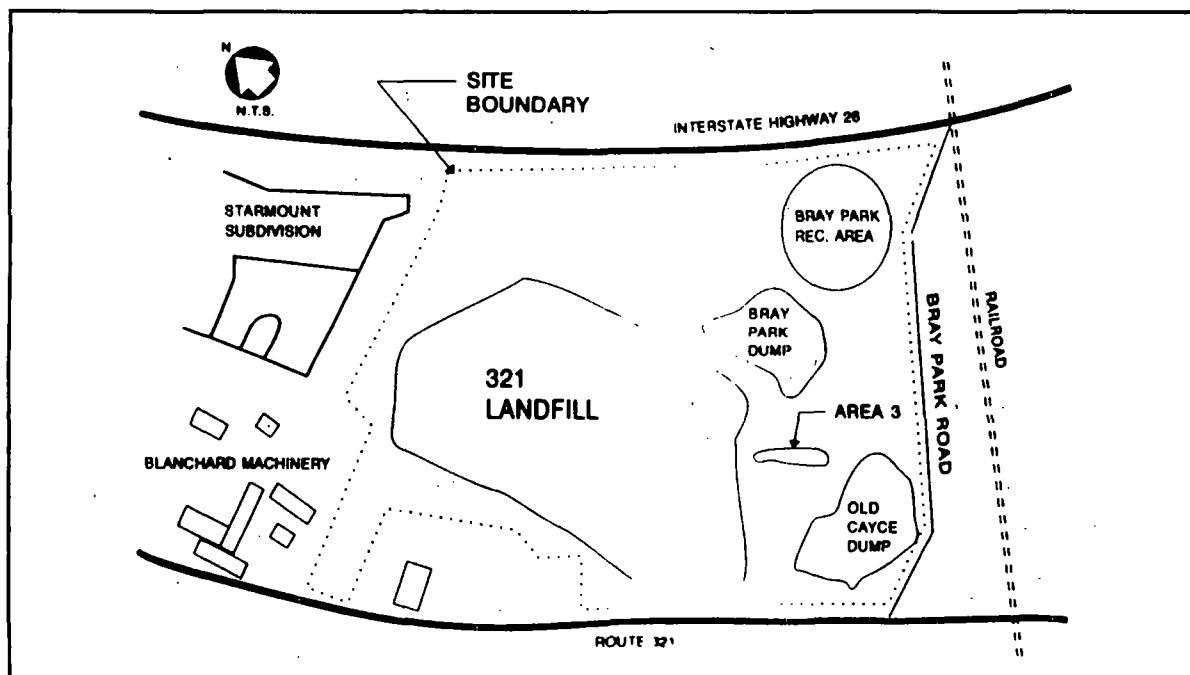 N
N.T.S.
SITE
BOUNDARY
INTERSTATE HIGHWAY 26
STARMOUNT
SUBDIVISION
BRAY PARK
REC. AREA
BRAY
PARK
DUMP
321
LANDFILL
AREA 3
BRAY PARK ROAD
RAILROAD
BLANCHARD MACHINERY
OLD
CAYCE
DUMP
ROUTE 321